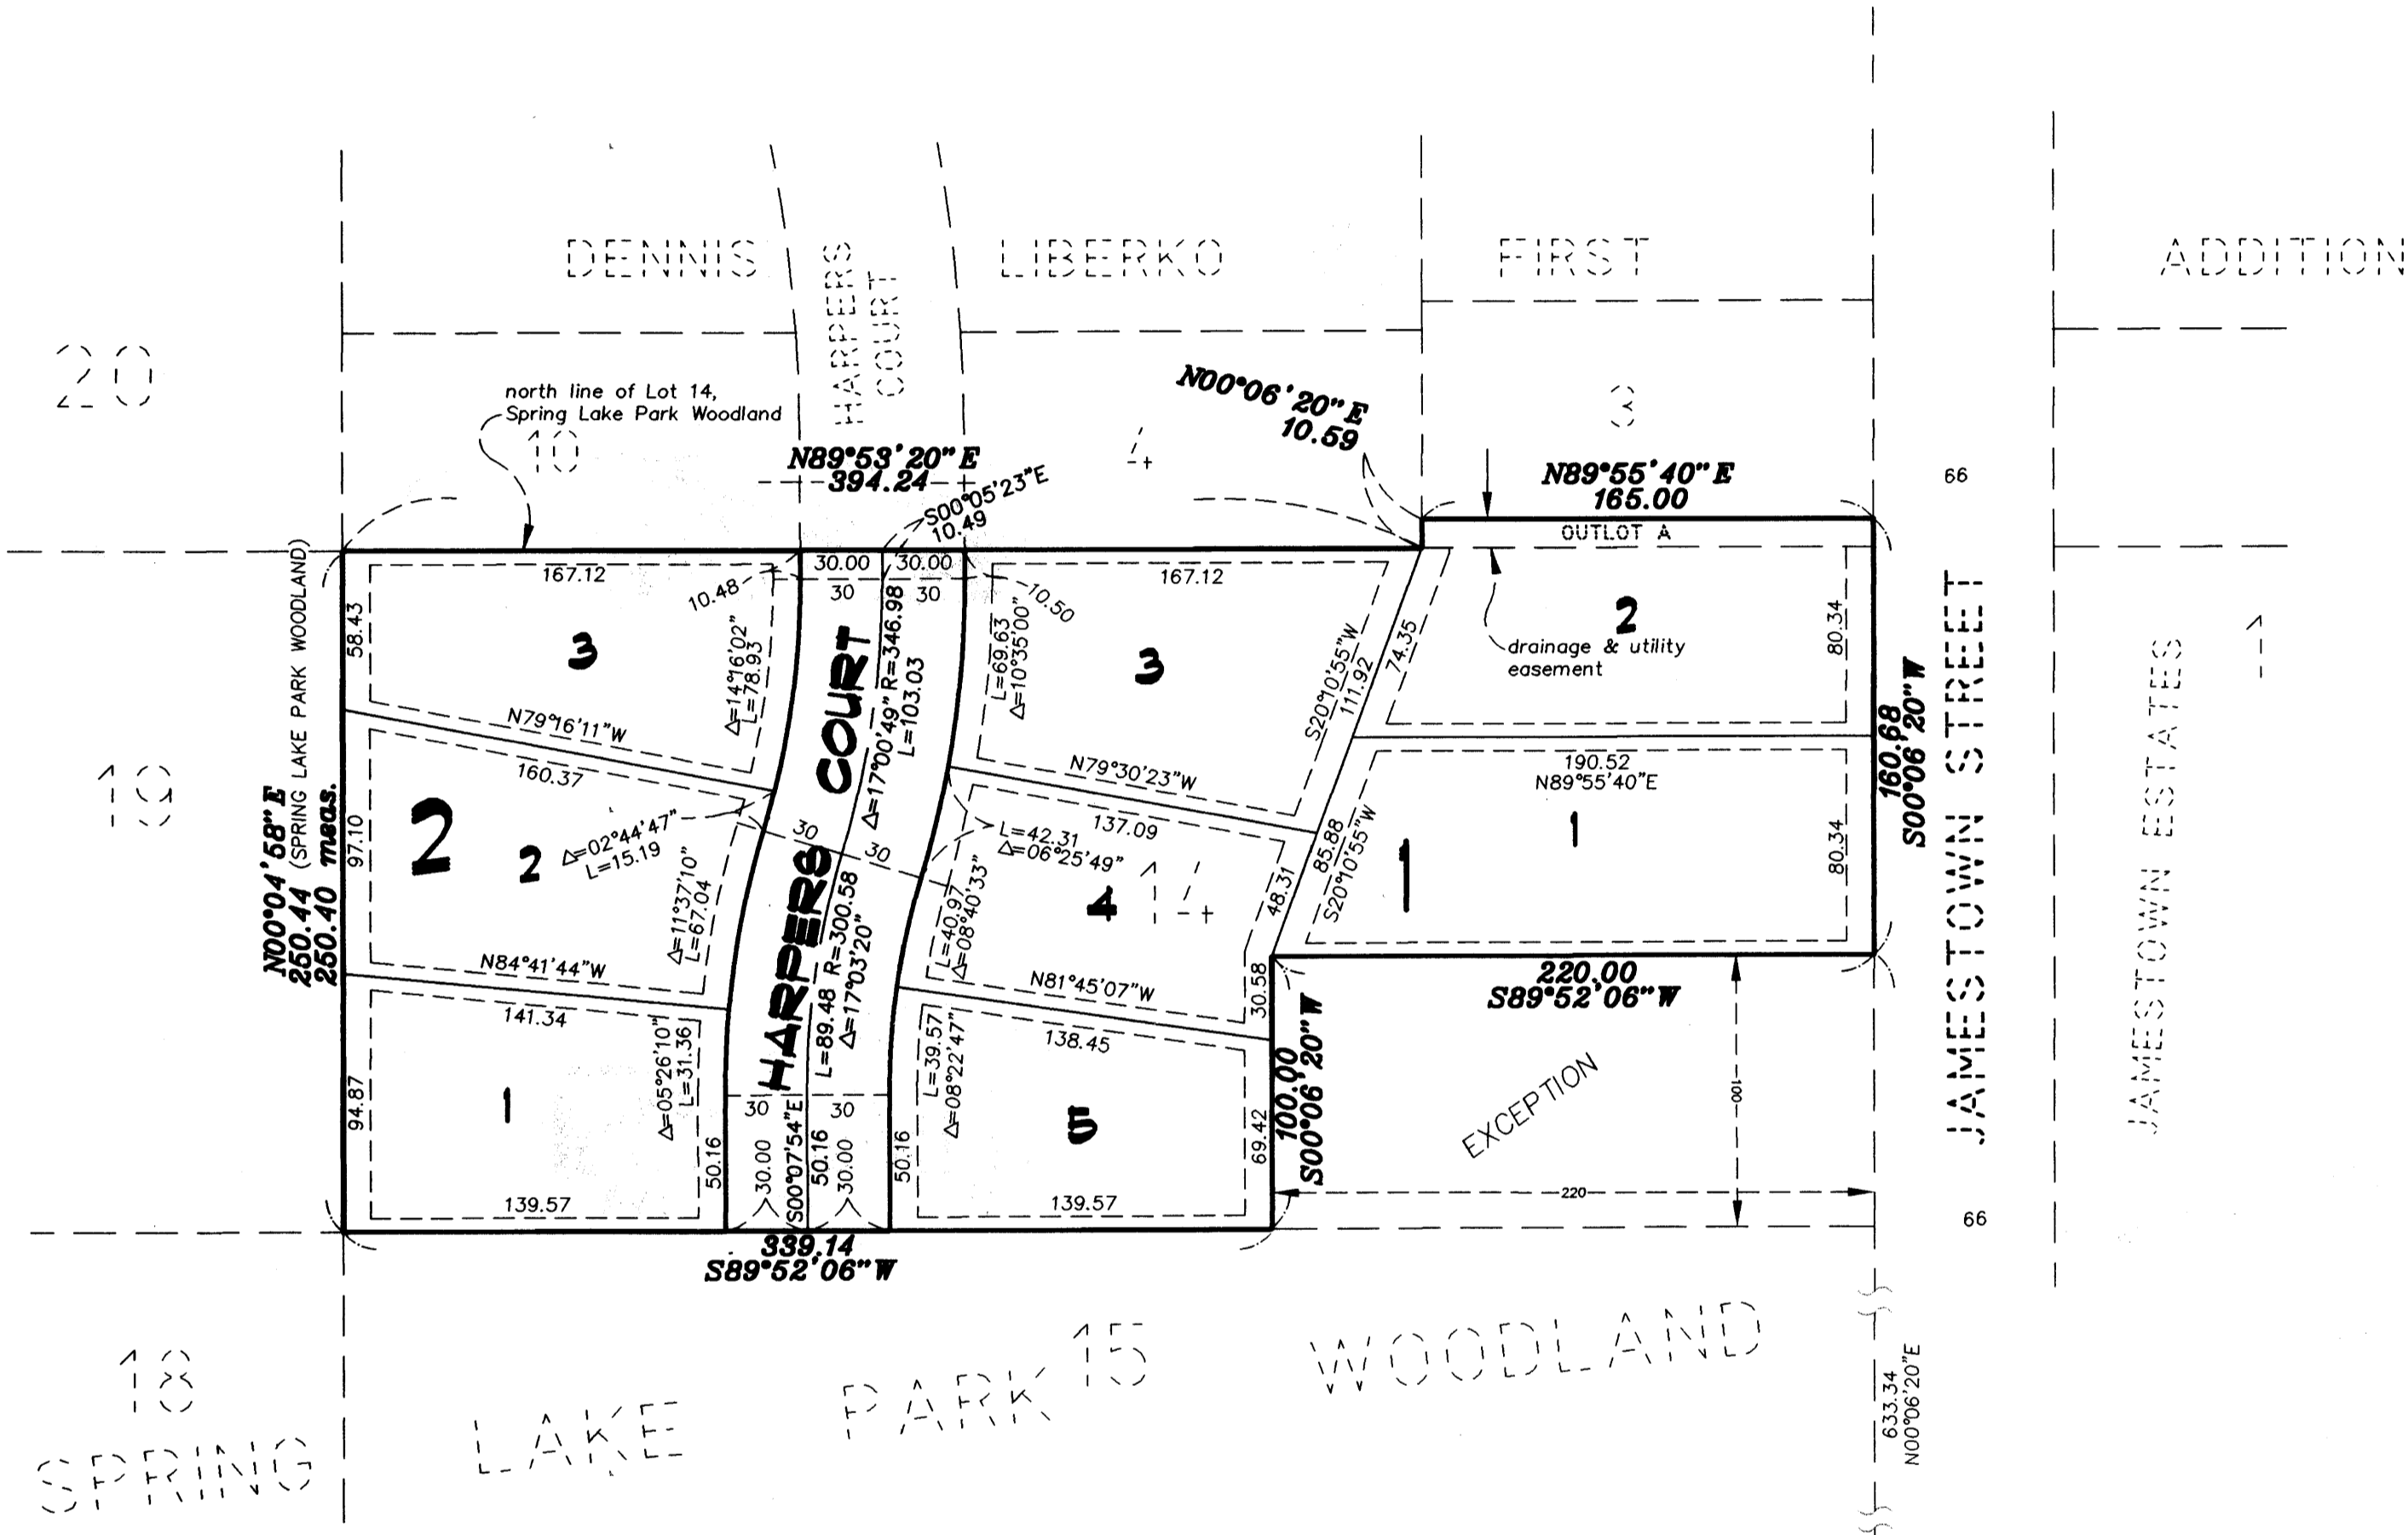 DENNIS LIBERKO FIRST ADDITION
HARPERS
COURT
20
north line of Lot 14,
Spring Lake Park Woodland
10
4
3
N00°06'20"E
10.59
N89°53'20"E
394.24
S00°05'23"E
10.49
N89°55'40"E
165.00
66
OUTLOT A
167.12
30.00
30.00
30
30
167.12
10.48
10.50
58.43
3
Δ=14°16'02"
L=78.93
N79°16'11"W
160.37
COURT
Δ=17°00'49" R=346.98
L=103.03
L=69.63
Δ=10°35'00"
3
S20°10'55"W
111.92
74.35
2
drainage & utility
easement
80.34
N79°30'23"W
137.09
190.52
N89°55'40"E
160.68
S00°06'20"W
JAMESTOWN STREET
JAMESTOWN ESTATES
1
19
N00°04'58"E
250.44 (SPRING LAKE PARK WOODLAND)
250.40 meas.
97.10
2
2
Δ=02°44'47"
L=15.19
30
30
L=42.31
Δ=06°25'49"
Δ=11°37'10"
L=67.04
N84°41'44"W
141.34
HARPERS
L=89.48 R=300.58
Δ=17°03'20"
L=40.97
Δ=08°40'33"
4
14
48.31
85.88
S20°10'55"W
1
1
80.34
N81°45'07"W
138.45
30.58
220.00
S89°52'06"W
94.87
1
Δ=05°26'10"
L=31.36
50.16
30
30
30.00
S00°07'54"E
50.16
30.00
50.16
L=39.57
Δ=08°22'47"
5
69.42
100.00
S00°06'20"W
EXCEPTION
100
220
66
139.57
139.57
339.14
S89°52'06"W
18
15
SPRING LAKE PARK WOODLAND
633.34
N00°06'20"E